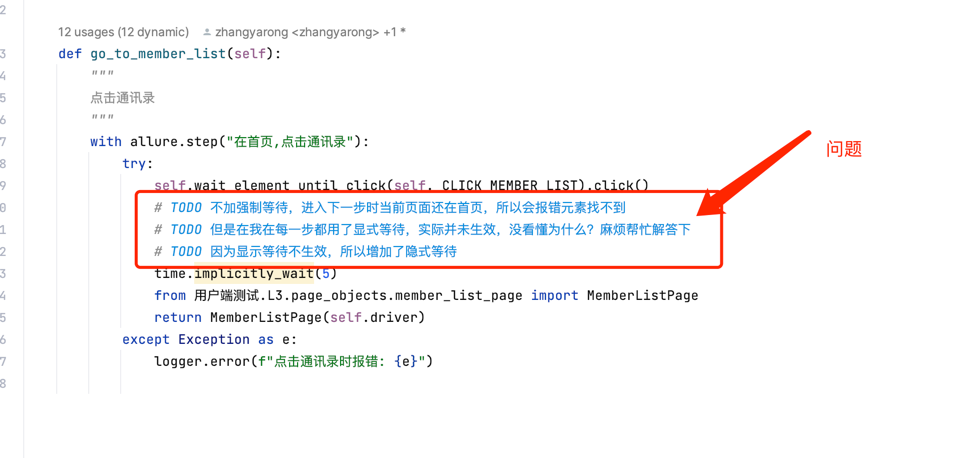 2
12 usages (12 dynamic) zhangyarong <zhangyarong> +1 *
3 def go_to_member_list(self):
4 """
5 点击通讯录
6 """
7 with allure.step("在首页,点击通讯录"):
8 try:
9 self.wait_element_until_click(self._CLICK_MEMBER_LIST).click()
0 # TODO 不加强制等待，进入下一步时当前页面还在首页，所以会报错元素找不到
1 # TODO 但是在我在每一步都用了显式等待，实际并未生效，没看懂为什么？麻烦帮忙解答下
2 # TODO 因为显示等待不生效，所以增加了隐式等待
3 time.implicitly_wait(5)
4 from 用户端测试.L3.page_objects.member_list_page import MemberListPage
5 return MemberListPage(self.driver)
6 except Exception as e:
7 logger.error(f"点击通讯录时报错: {e}")
8
问题